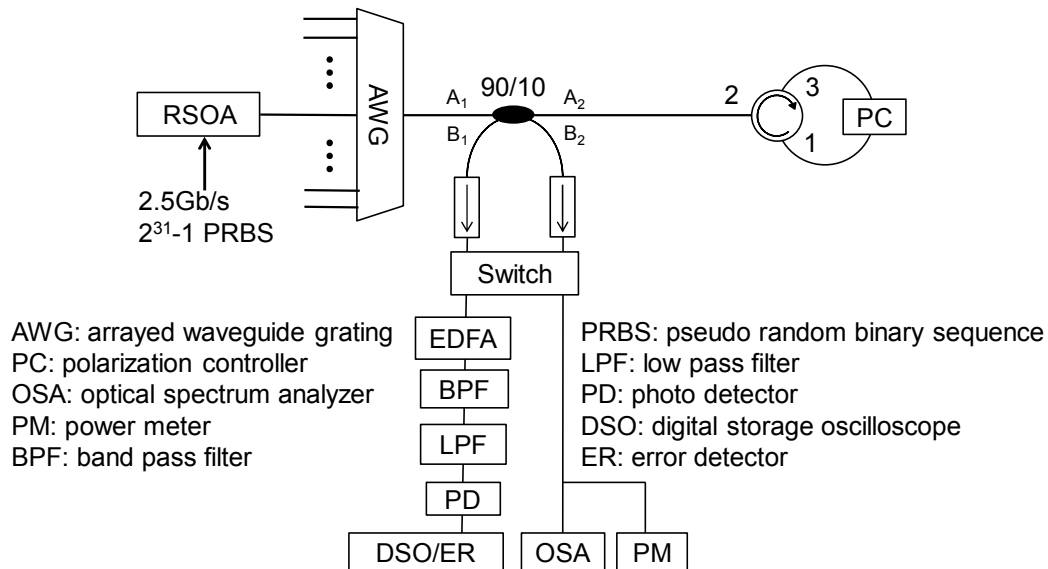 RSOA
2.5Gb/s
2³¹-1 PRBS
AWG
A₁
90/10
A₂
B₁
B₂
2
3
1
PC
Switch
EDFA
BPF
LPF
PD
DSO/ER
OSA
PM
AWG: arrayed waveguide grating
PC: polarization controller
OSA: optical spectrum analyzer
PM: power meter
BPF: band pass filter
PRBS: pseudo random binary sequence
LPF: low pass filter
PD: photo detector
DSO: digital storage oscilloscope
ER: error detector